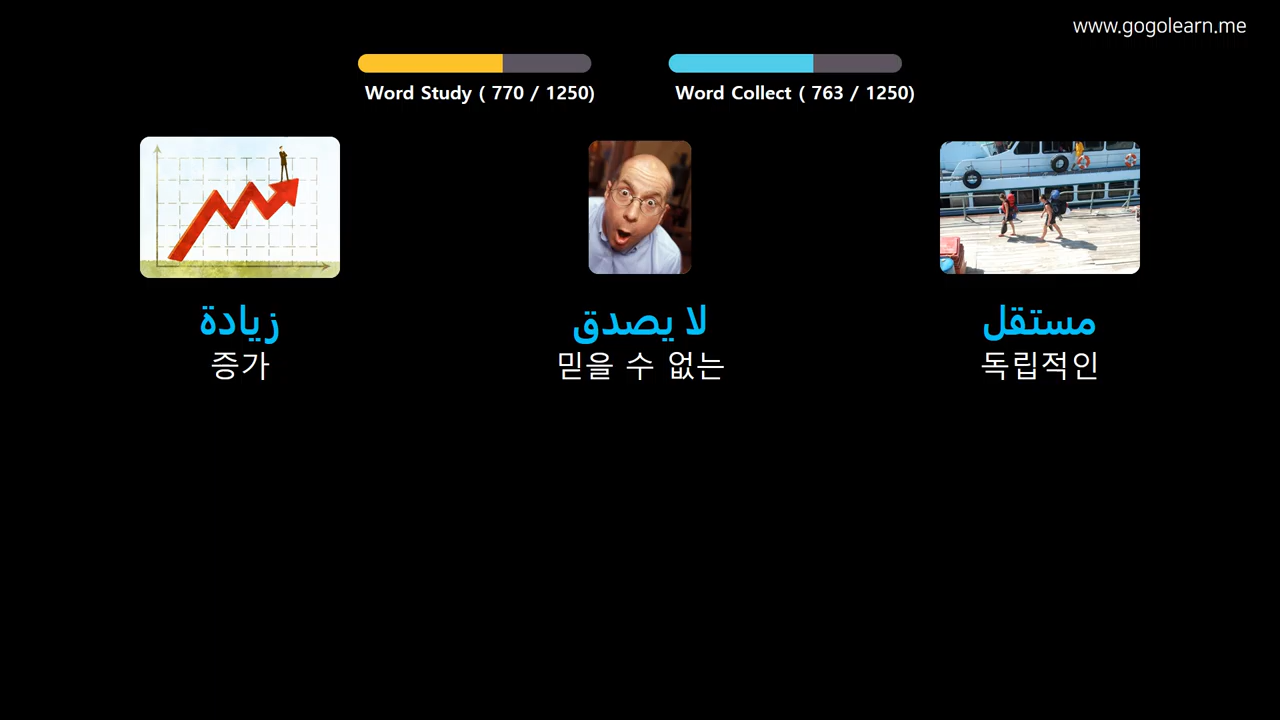 www.gogolearn.me
Word Study ( 770 / 1250)
Word Collect ( 763 / 1250)
زيادة
لا يصدق
مستقل
증가
믿을 수 없는
독립적인